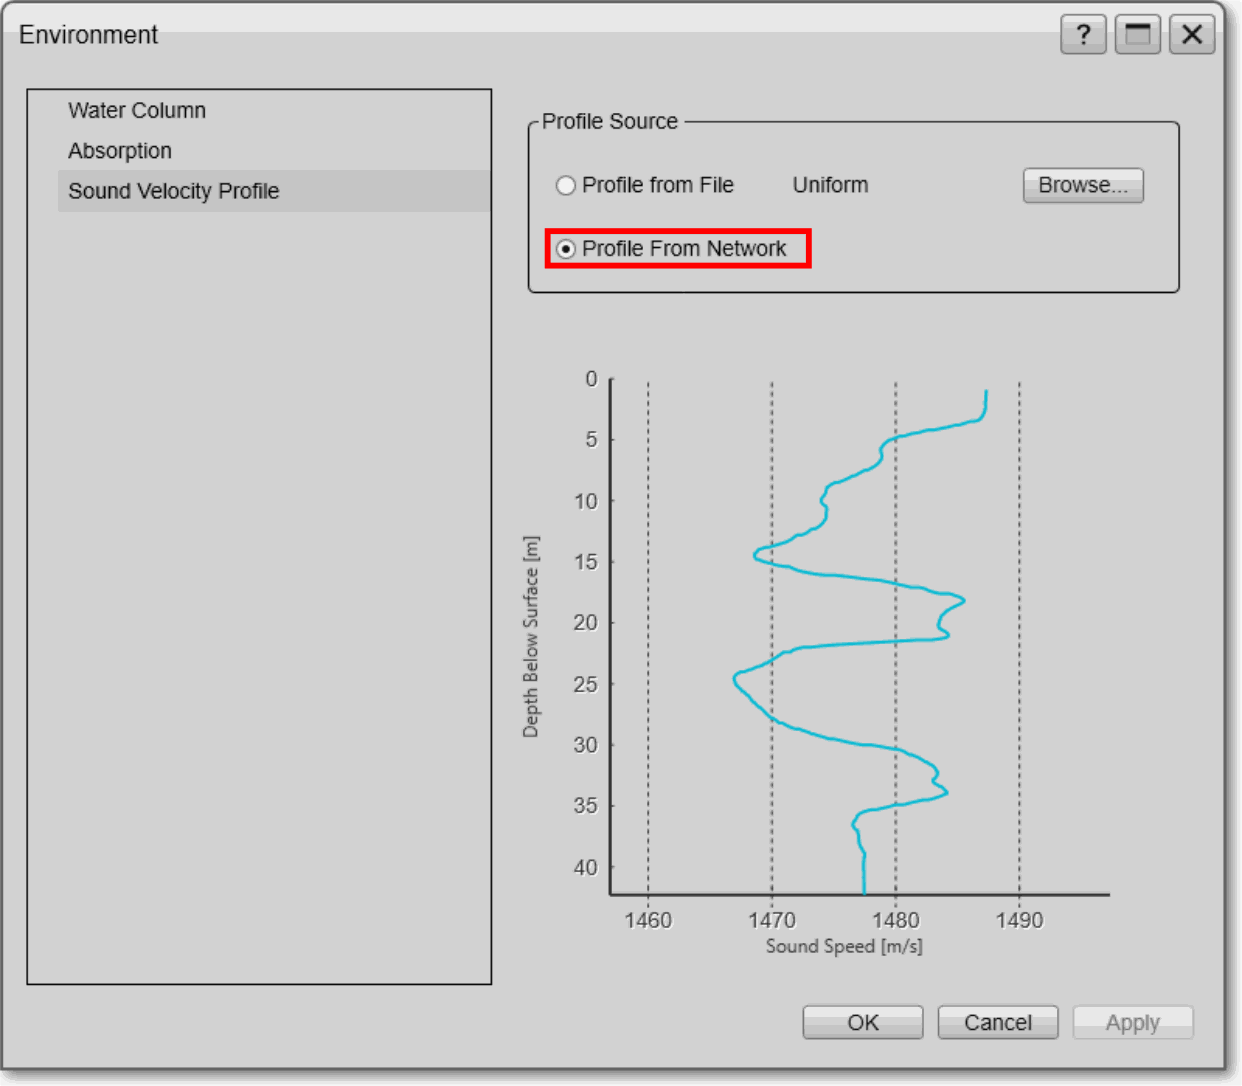 Environment
?
Water Column
Absorption
Sound Velocity Profile
Profile Source
Profile from File Uniform Browse...
Profile From Network
0
5
10
15
20
25
30
35
40
Depth Below Surface [m]
1460 1470 1480 1490
Sound Speed [m/s]
OK Cancel Apply